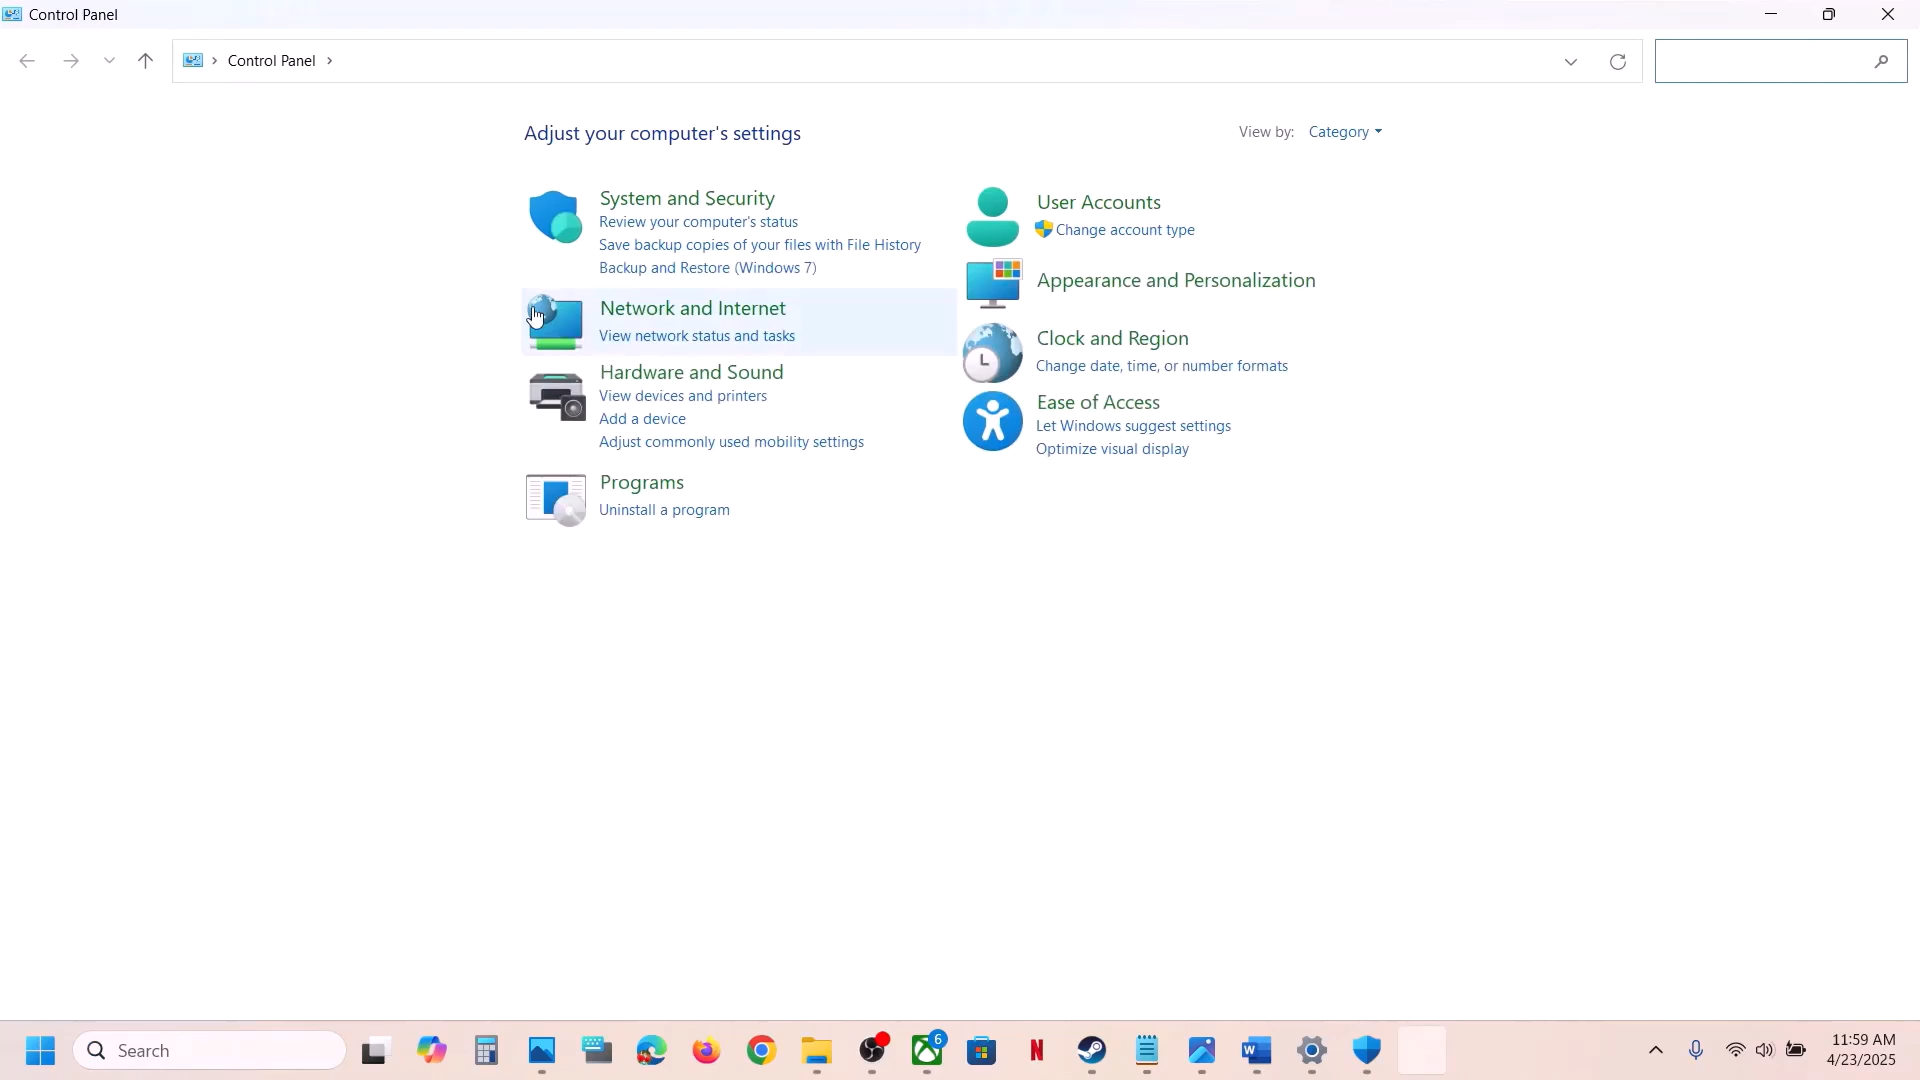 Control Panel
Control Panel
Adjust your computer's settings
View by: Category
System and Security
Review your computer's status
Save backup copies of your files with File History
Backup and Restore (Windows 7)
Network and Internet
View network status and tasks
Hardware and Sound
View devices and printers
Add a device
Adjust commonly used mobility settings
Programs
Uninstall a program
User Accounts
Change account type
Appearance and Personalization
Clock and Region
Change date, time, or number formats
Ease of Access
Let Windows suggest settings
Optimize visual display
Search
N
6
W
11:59 AM
4/23/2025